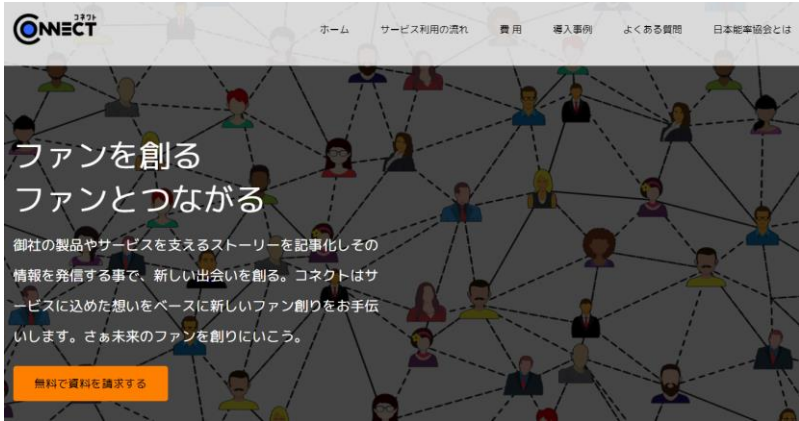 コネクト
CONNECT
ホーム サービス利用の流れ 費用 導入事例 よくある質問 日本能率協会とは
ファンを創る
ファンとつながる
御社の製品やサービスを支えるストーリーを記事化しその
情報を発信する事で、新しい出会いを創る。コネクトはサ
ービスに込めた想いをベースに新しいファン創りをお手伝
いします。さぁ未来のファンを創りにいこう。
無料で資料を請求する